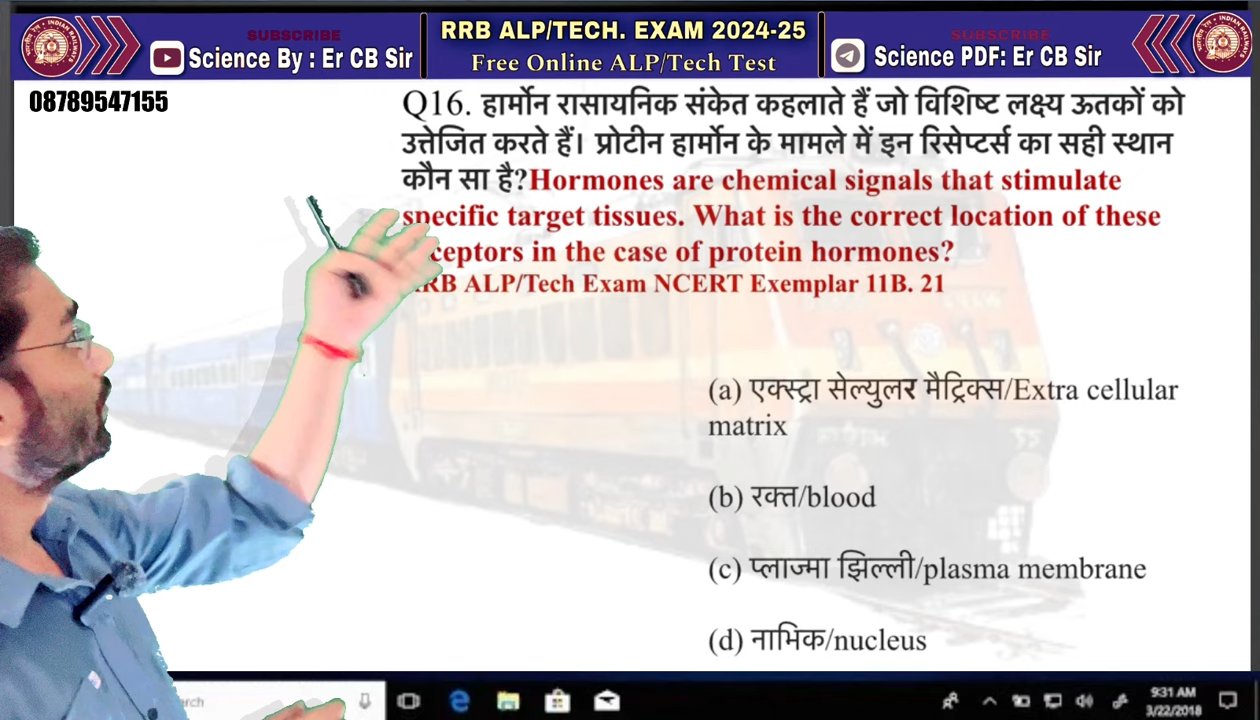 SUBSCRIBE
Science By : Er CB Sir
RRB ALP/TECH. EXAM 2024-25
Free Online ALP/Tech Test
SUBSCRIBE
Science PDF: Er CB Sir
08789547155
Q16. हार्मोन रासायनिक संकेत कहलाते हैं जो विशिष्ट लक्ष्य ऊतकों को
उत्तेजित करते हैं। प्रोटीन हार्मोन के मामले में इन रिसेप्टर्स का सही स्थान
कौन सा है?Hormones are chemical signals that stimulate
specific target tissues. What is the correct location of these
ceptors in the case of protein hormones?
RB ALP/Tech Exam NCERT Exemplar 11B. 21
(a) एक्स्ट्रा सेल्युलर मैट्रिक्स/Extra cellular
matrix
(b) रक्त/blood
(c) प्लाज्मा झिल्ली/plasma membrane
(d) नाभिक/nucleus
rch
9:31 AM
3/22/2018